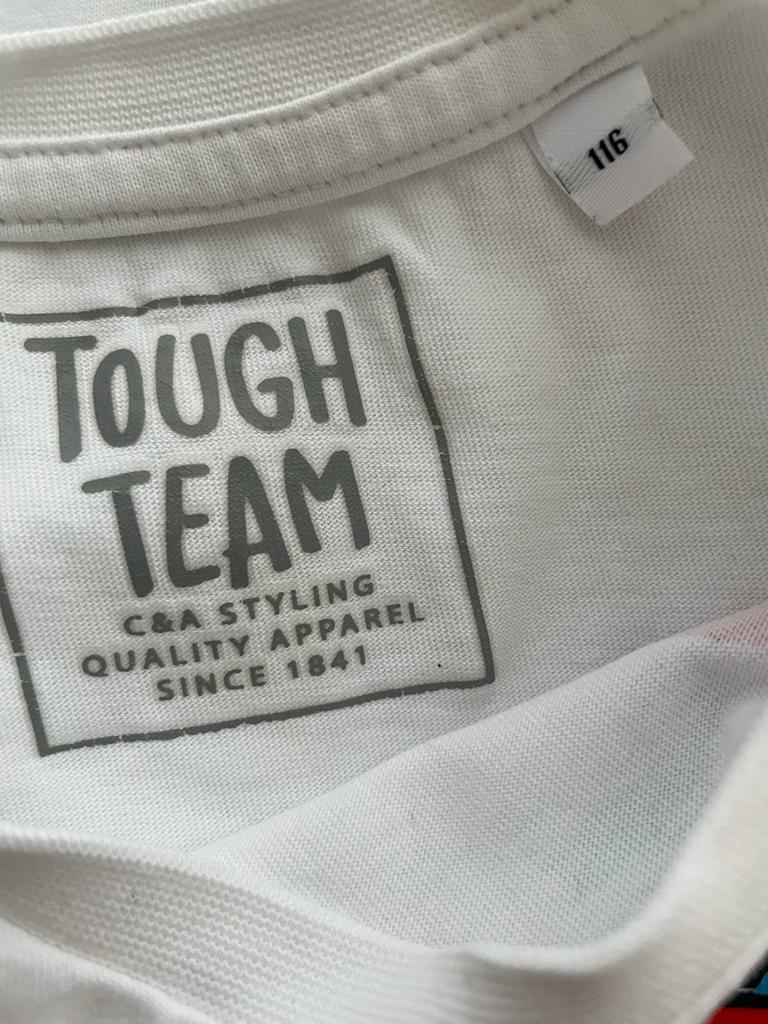 116
TOUGH
TEAM
C&A STYLING
QUALITY APPAREL
SINCE 1841